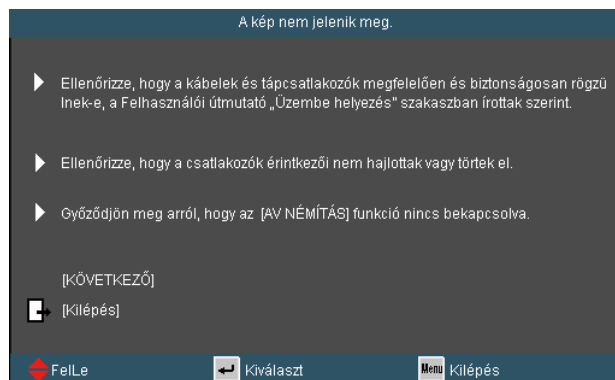 A kép nem jelenik meg.
Ellenőrizze, hogy a kábelek és tápcsatlakozók megfelelően és biztonságosan rögzü
lnek-e, a Felhasználói útmutató „Üzembe helyezés” szakaszban írottak szerint.
Ellenőrizze, hogy a csatlakozók érintkezői nem hajlottak vagy törtek el.
Győződjön meg arról, hogy az [AV NÉMÍTÁS] funkció nincs bekapcsolva.
[KÖVETKEZŐ]
[Kilépés]
FelLe Kiválaszt Menu Kilépés